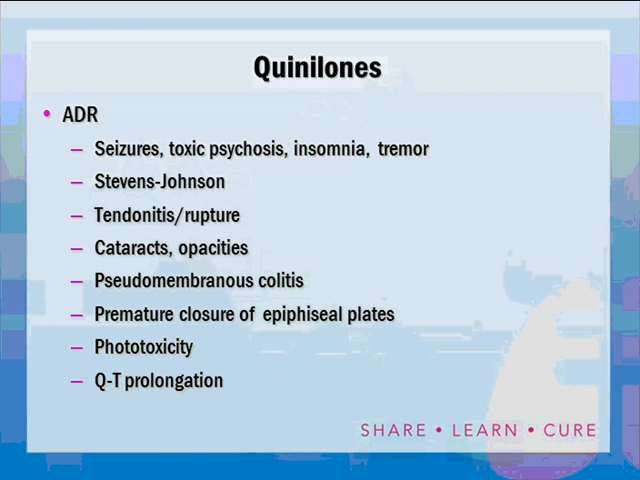 Quinilones
• ADR
– Seizures, toxic psychosis, insomnia, tremor
– Stevens-Johnson
– Tendonitis/rupture
– Cataracts, opacities
– Pseudomembranous colitis
– Premature closure of epiphiseal plates
– Phototoxicity
– Q-T prolongation
SHARE • LEARN • CURE